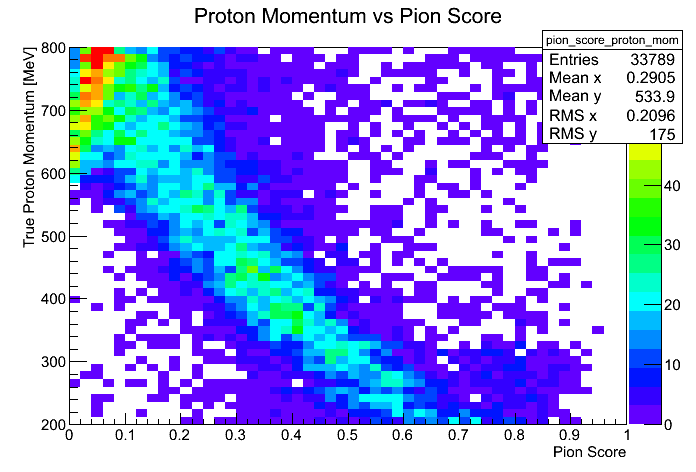 Proton Momentum vs Pion Score
pion_score_proton_mom
Entries 33789
Mean x 0.2905
Mean y 533.9
RMS x 0.2096
RMS y 175
True Proton Momentum [MeV]
800
700
600
500
400
300
200
0 0.1 0.2 0.3 0.4 0.5 0.6 0.7 0.8 0.9 1
Pion Score
40
30
20
10
0